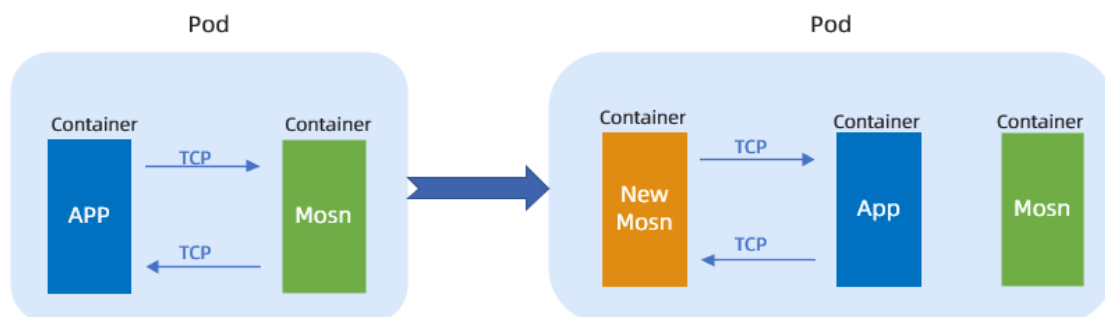 Pod
Pod
Container
Container
TCP
APP
Mosn
TCP
Container
Container
Container
TCP
New
Mosn
App
Mosn
TCP